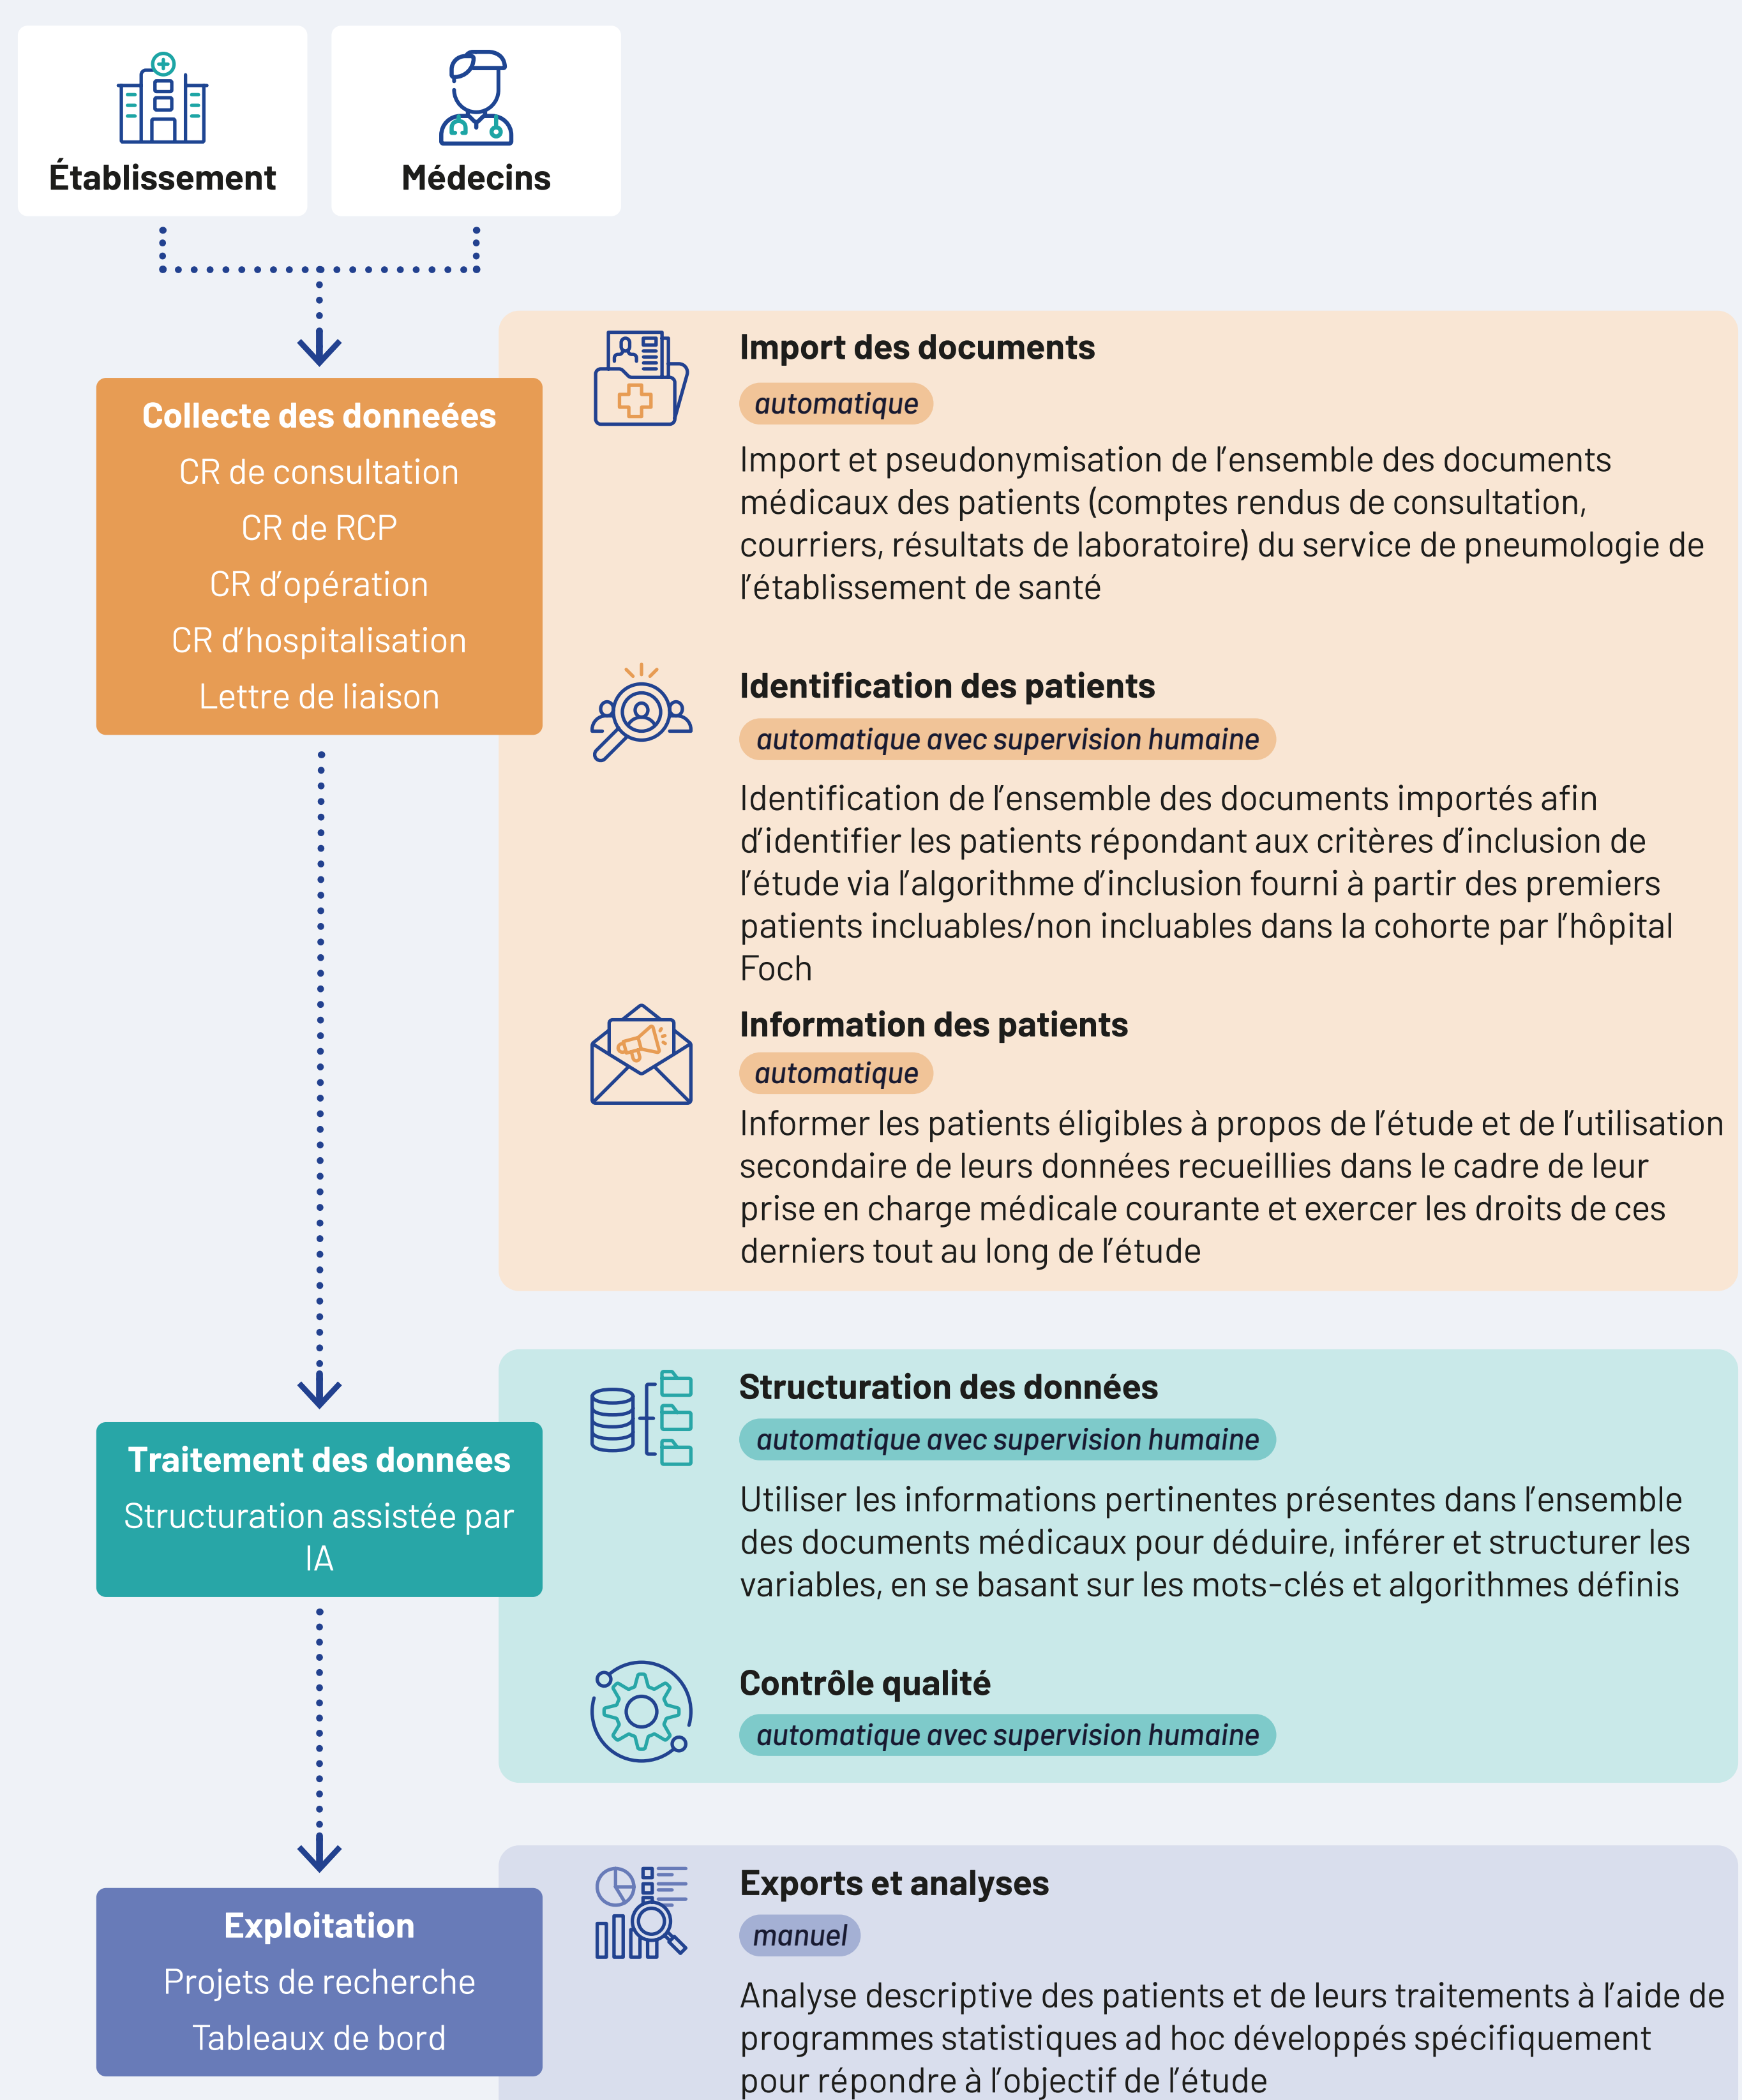 Établissement
Médecins
Collecte des donneées
CR de consultation
CR de RCP
CR d’opération
CR d’hospitalisation
Lettre de liaison
Import des documents
automatique
Import et pseudonymisation de l’ensemble des documents
médicaux des patients (comptes rendus de consultation,
courriers, résultats de laboratoire) du service de pneumologie de
l’établissement de santé
Identification des patients
automatique avec supervision humaine
Identification de l’ensemble des documents importés afin
d’identifier les patients répondant aux critères d’inclusion de
l’étude via l’algorithme d’inclusion fourni à partir des premiers
patients incluables/non incluables dans la cohorte par l’hôpital
Foch
Information des patients
automatique
Informer les patients éligibles à propos de l’étude et de l’utilisation
secondaire de leurs données recueillies dans le cadre de leur
prise en charge médicale courante et exercer les droits de ces
derniers tout au long de l’étude
Traitement des données
Structuration assistée par
IA
Structuration des données
automatique avec supervision humaine
Utiliser les informations pertinentes présentes dans l’ensemble
des documents médicaux pour déduire, inférer et structurer les
variables, en se basant sur les mots-clés et algorithmes définis
Contrôle qualité
automatique avec supervision humaine
Exploitation
Projets de recherche
Tableaux de bord
Exports et analyses
manuel
Analyse descriptive des patients et de leurs traitements à l’aide de
programmes statistiques ad hoc développés spécifiquement
pour répondre à l’objectif de l’étude